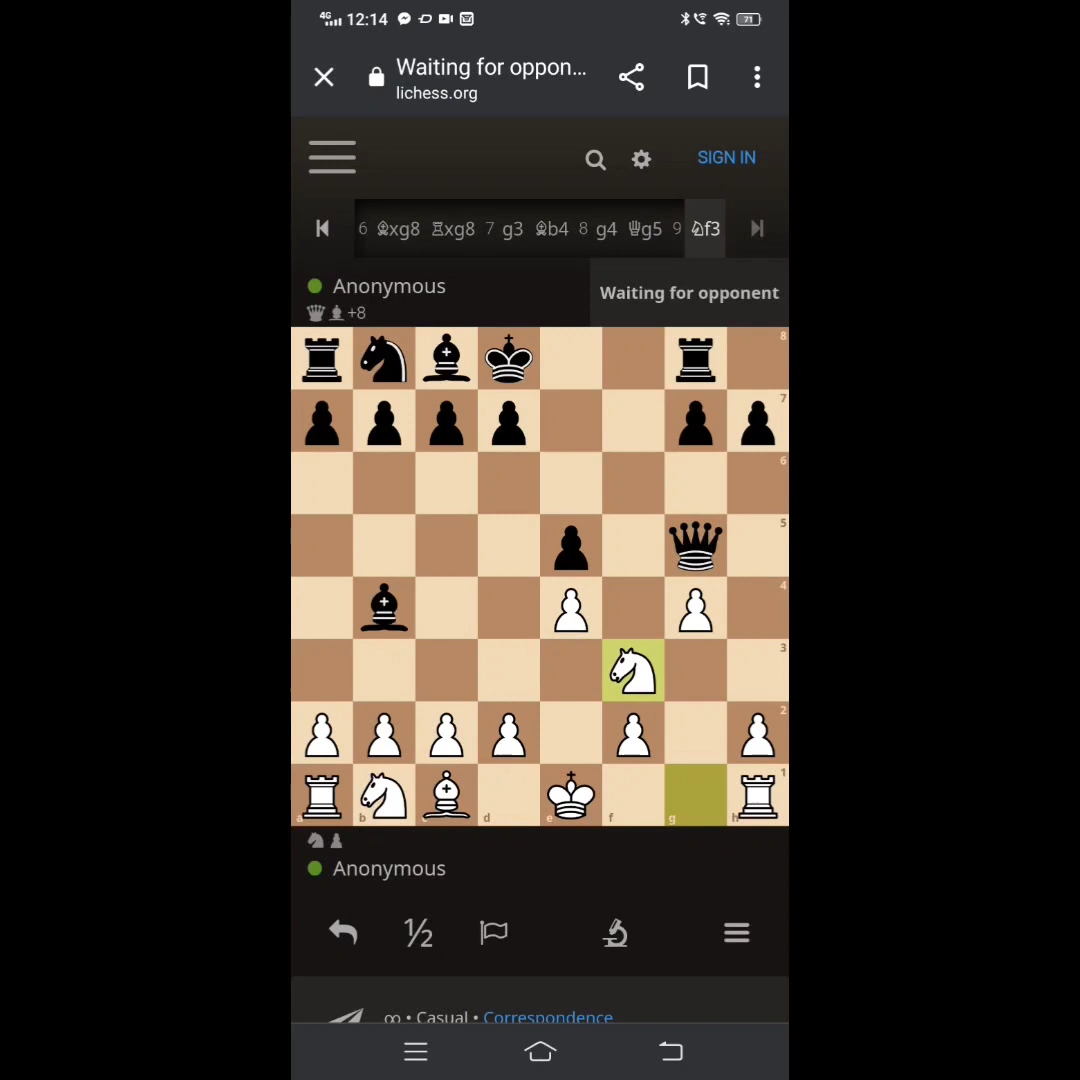 4G 12:14 71
Waiting for oppon...
lichess.org
SIGN IN
6 ♗xg8 ♖xg8 7 g3 ♗b4 8 g4 ♕g5 9 ♘f3
Anonymous
Waiting for opponent
+8
8
7
6
5
4
3
2
1
a b c d e f g h
Anonymous
½
∞ • Casual • Correspondence